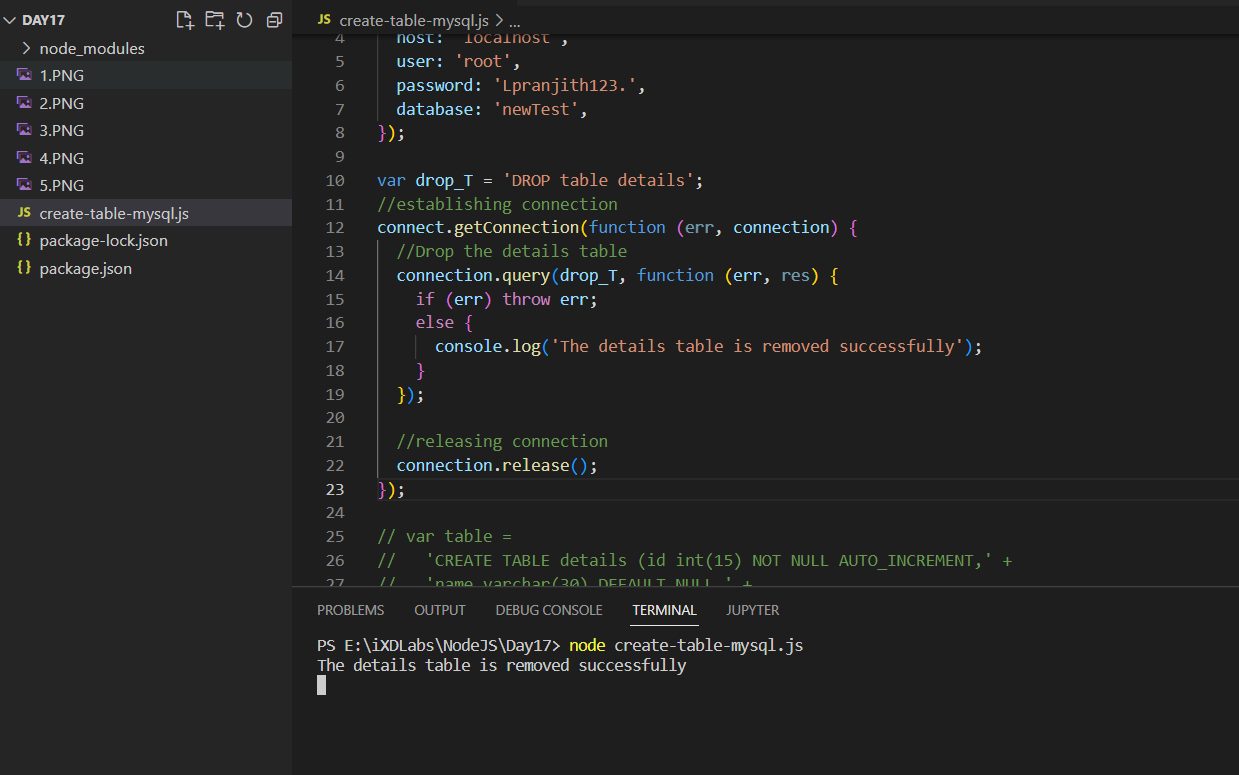 DAY17
node_modules
1.PNG
2.PNG
3.PNG
4.PNG
5.PNG
JS create-table-mysql.js
{} package-lock.json
{} package.json
JS create-table-mysql.js > ...
4 host: 'localhost',
5 user: 'root',
6 password: 'Lpranjith123.',
7 database: 'newTest',
8 });
9
10 var drop_T = 'DROP table details';
11 //establishing connection
12 connect.getConnection(function (err, connection) {
13 //Drop the details table
14 connection.query(drop_T, function (err, res) {
15 if (err) throw err;
16 else {
17 console.log('The details table is removed successfully');
18 }
19 });
20
21 //releasing connection
22 connection.release();
23 });
24
25 // var table =
26 // 'CREATE TABLE details (id int(15) NOT NULL AUTO_INCREMENT,' +
27 // 'name varchar(30) DEFAULT NULL,' +
PROBLEMS OUTPUT DEBUG CONSOLE TERMINAL JUPYTER
PS E:\iXDLabs\NodeJS\Day17> node create-table-mysql.js
The details table is removed successfully